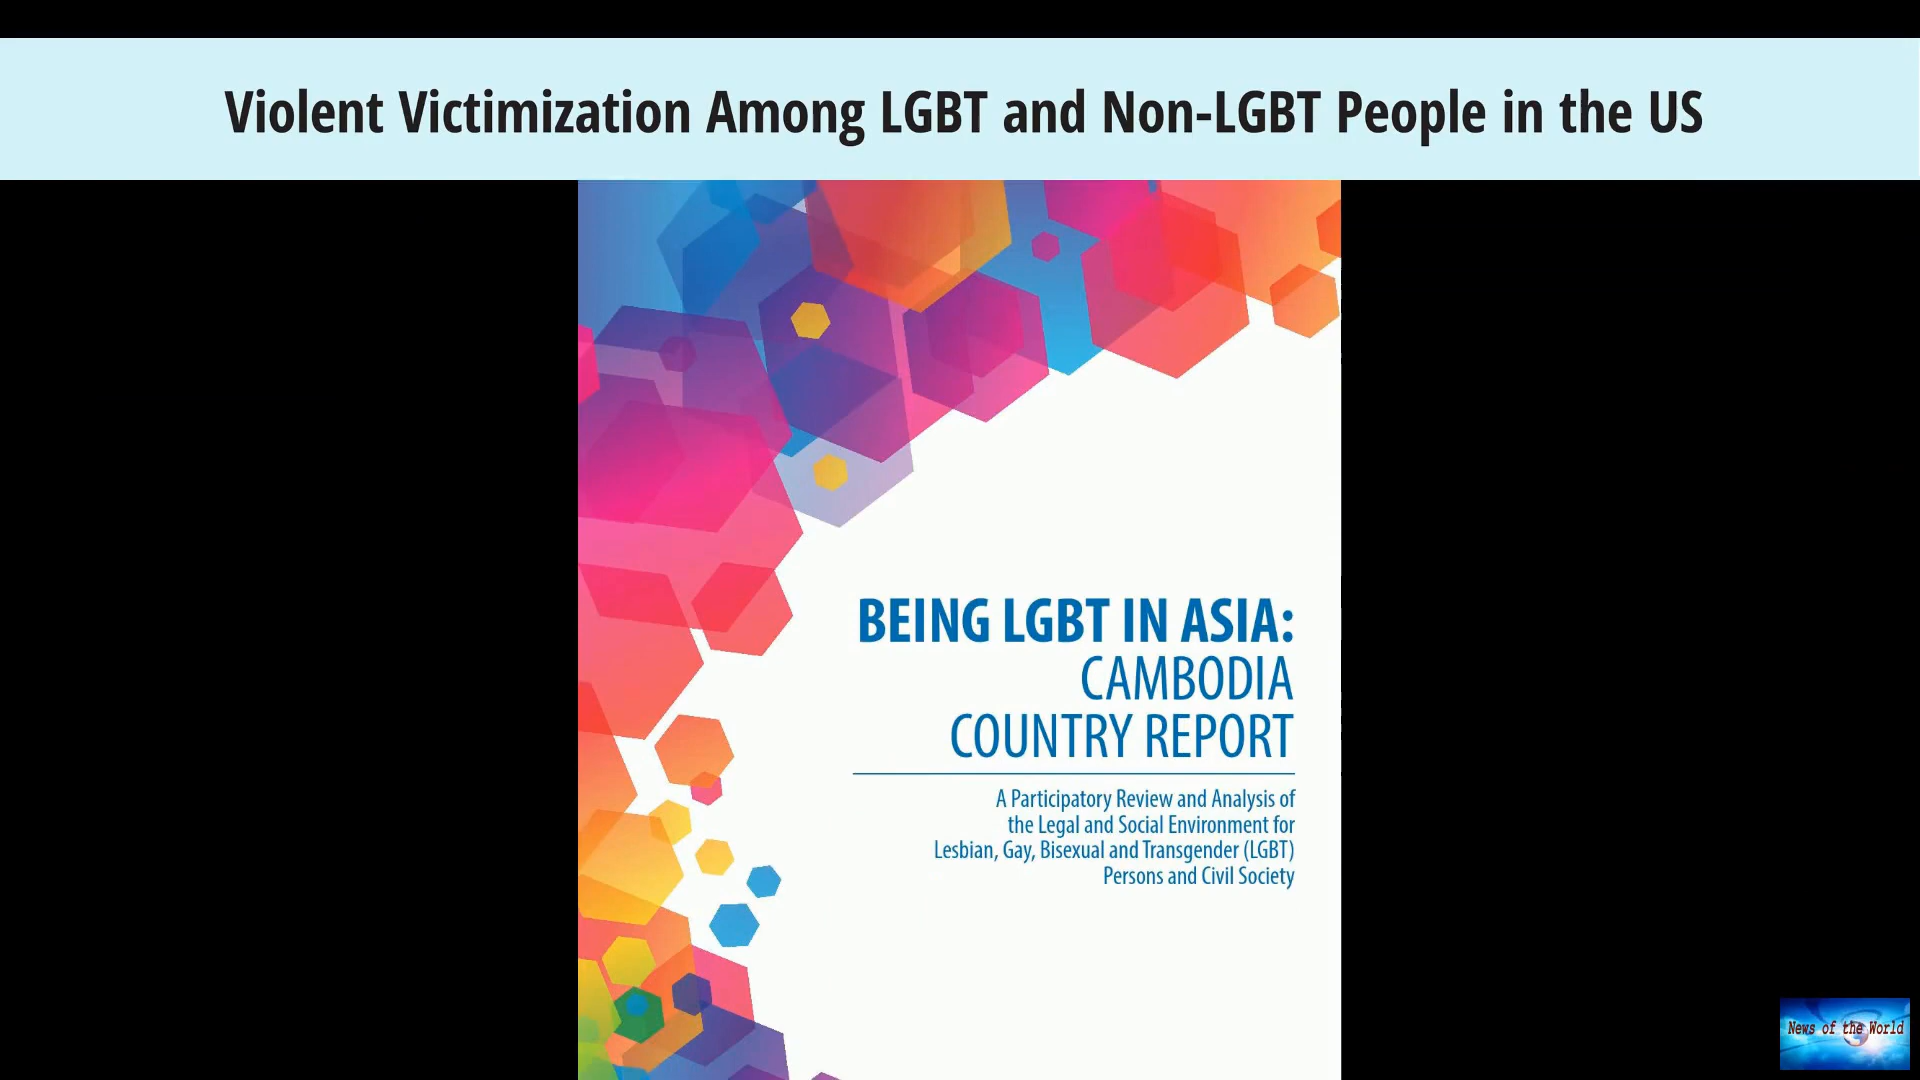 Violent Victimization Among LGBT and Non-LGBT People in the US
BEING LGBT IN ASIA:
CAMBODIA
COUNTRY REPORT
A Participatory Review and Analysis of
the Legal and Social Environment for
Lesbian, Gay, Bisexual and Transgender (LGBT)
Persons and Civil Society
News of the World